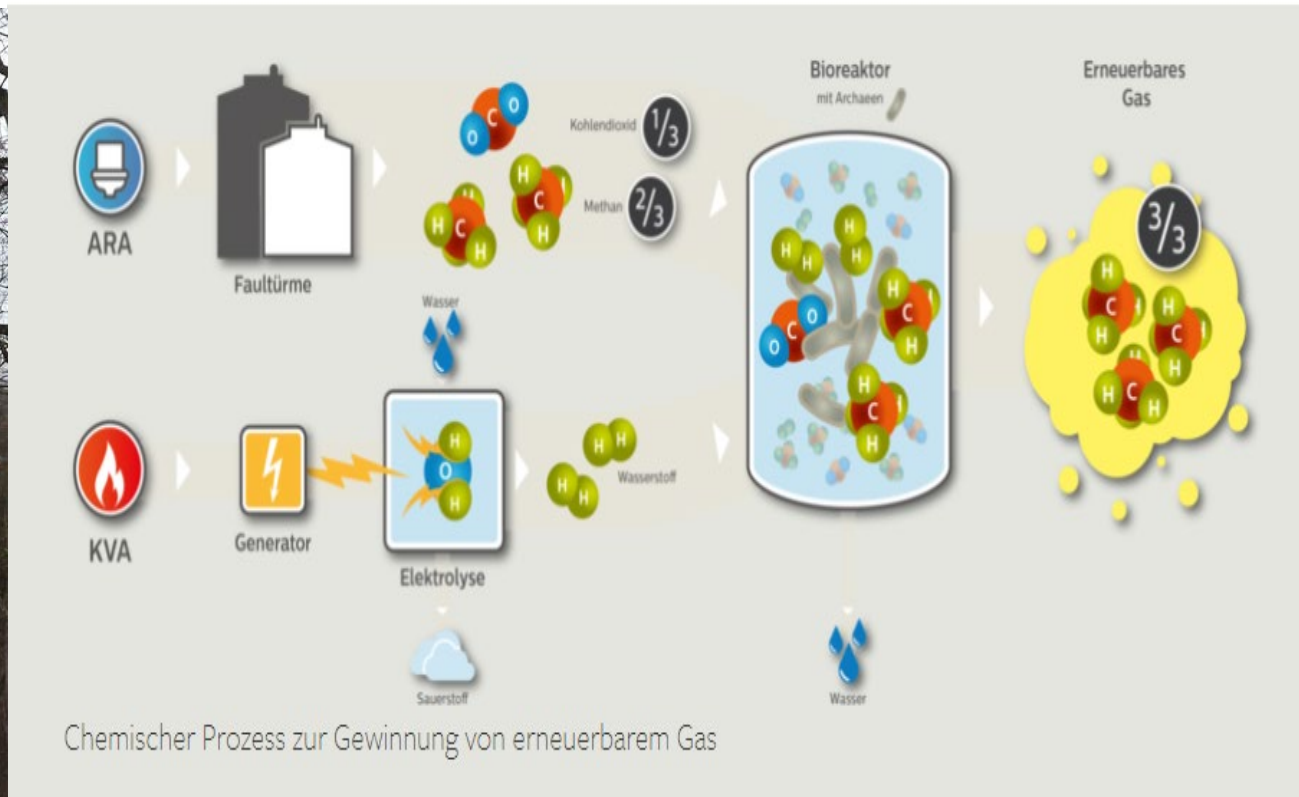 Bioreaktor
mit Archaeen
Erneuerbares
Gas
ARA
Faultürme
C
O
O
H
H
H
C
H
H
C
H
Kohlendioxid
1/3
Methan
2/3
3/3
Wasser
KVA
Generator
H
O
H
Elektrolyse
H
H
H
H
Wasserstoff
Sauerstoff
H
H
H
H
O
C
O
H
H
C
H
H
H
C
H
H
H
C
H
H
H
C
H
H
H
C
H
Wasser
Chemischer Prozess zur Gewinnung von erneuerbarem Gas